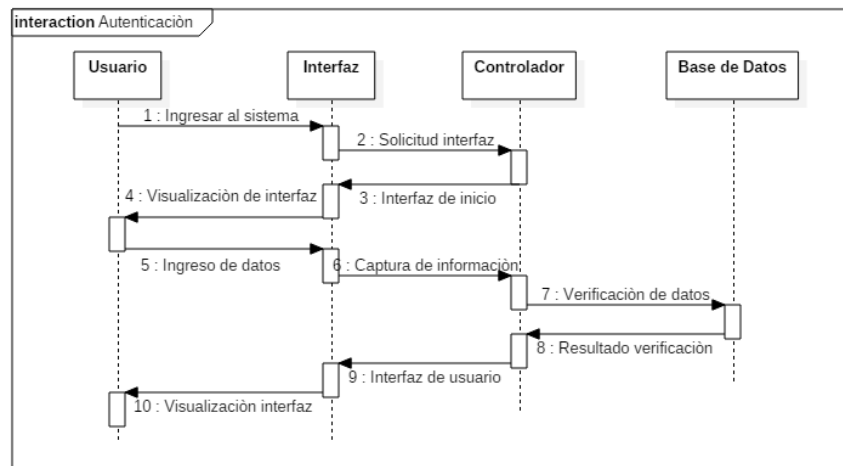 interaction Autenticaciòn
Usuario
Interfaz
Controlador
Base de Datos
1 : Ingresar al sistema
2 : Solicitud interfaz
3 : Interfaz de inicio
4 : Visualizaciòn de interfaz
5 : Ingreso de datos
6 : Captura de informaciòn
7 : Verificaciòn de datos
8 : Resultado verificaciòn
9 : Interfaz de usuario
10 : Visualizaciòn interfaz